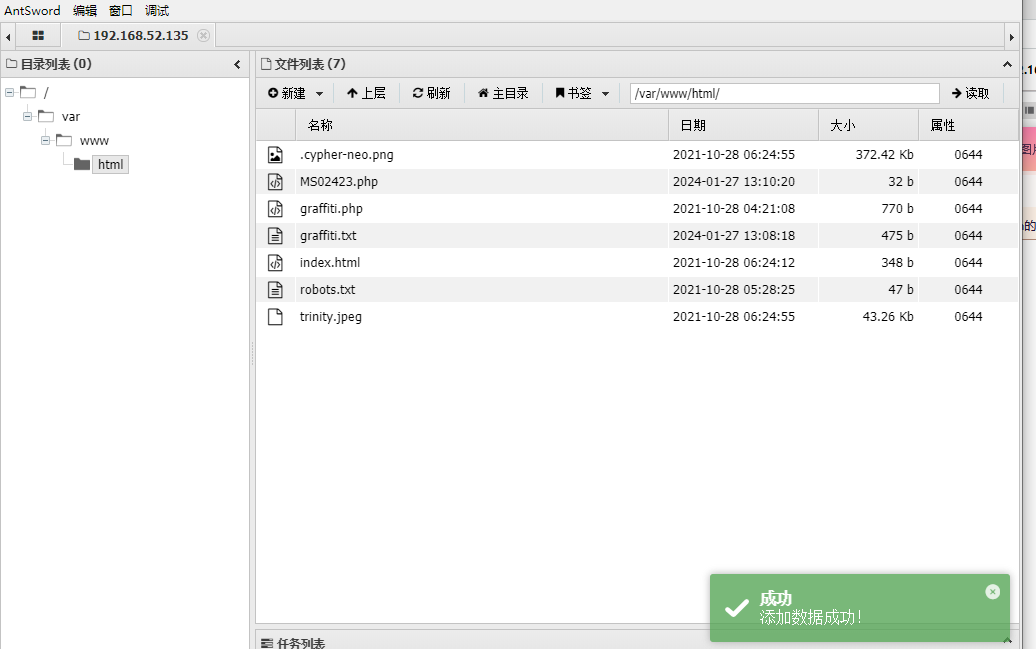 AntSword 编辑 窗口 调试
192.168.52.135
目录列表 (0)
/
var
www
html
文件列表 (7)
新建 上层 刷新 主目录 书签 /var/www/html/ 读取
名称 日期 大小 属性
.cypher-neo.png 2021-10-28 06:24:55 372.42 Kb 0644
MS02423.php 2024-01-27 13:10:20 32 b 0644
graffiti.php 2021-10-28 04:21:08 770 b 0644
graffiti.txt 2024-01-27 13:08:18 475 b 0644
index.html 2021-10-28 06:24:12 348 b 0644
robots.txt 2021-10-28 05:28:25 47 b 0644
trinity.jpeg 2021-10-28 06:24:55 43.26 Kb 0644
成功
添加数据成功！
任务列表